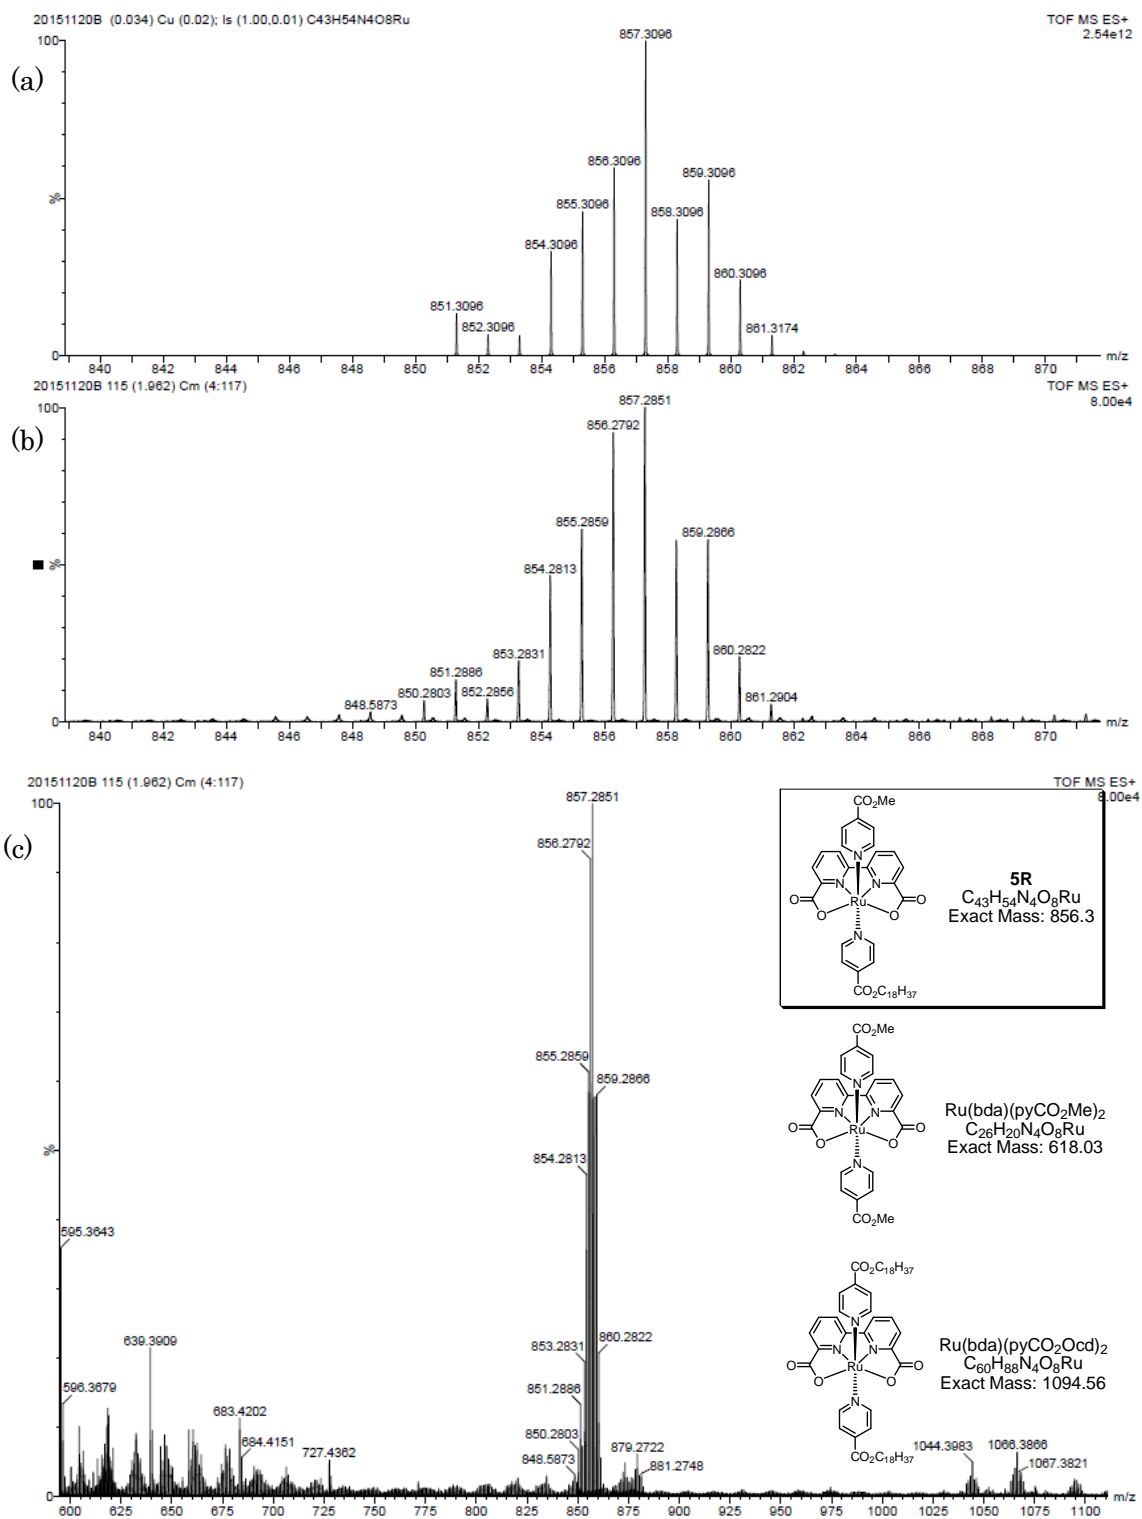 20151120B (0.034) Cu (0.02); Is (1.00,0.01) C43H54N4O8Ru
TOF MS ES+
2.54e12
(a)
100
%
0
857.3096
856.3096
859.3096
855.3096
858.3096
854.3096
860.3096
851.3096
852.3096
861.3174
840 842 844 846 848 850 852 854 856 858 860 862 864 866 868 870 m/z
20151120B 115 (1.962) Cm (4:117)
TOF MS ES+
8.00e4
(b)
100
%
0
857.2851
856.2792
855.2859
859.2866
854.2813
853.2831
860.2822
851.2886
850.2803
852.2856
861.2904
848.5873
840 842 844 846 848 850 852 854 856 858 860 862 864 866 868 870 m/z
20151120B 115 (1.962) Cm (4:117)
TOF MS ES+
8.00e4
(c)
100
%
0
857.2851
856.2792
855.2859
859.2866
854.2813
595.3643
639.3909
853.2831
860.2822
596.3679
851.2886
683.4202
684.4151
850.2803
727.4362
848.5873
879.2722
881.2748
1044.3983
1066.3866
1067.3821
600 625 650 675 700 725 750 775 800 825 850 875 900 925 950 975 1000 1025 1050 1075 1100 m/z
CO2Me
N
N N
Ru
O O
O O
N
CO2C18H37
5R
C43H54N4O8Ru
Exact Mass: 856.3
CO2Me
N
N N
Ru
O O
O O
N
CO2Me
Ru(bda)(pyCO2Me)2
C26H20N4O8Ru
Exact Mass: 618.03
CO2C18H37
N
N N
Ru
O O
O O
N
CO2C18H37
Ru(bda)(pyCO2Ocd)2
C60H88N4O8Ru
Exact Mass: 1094.56